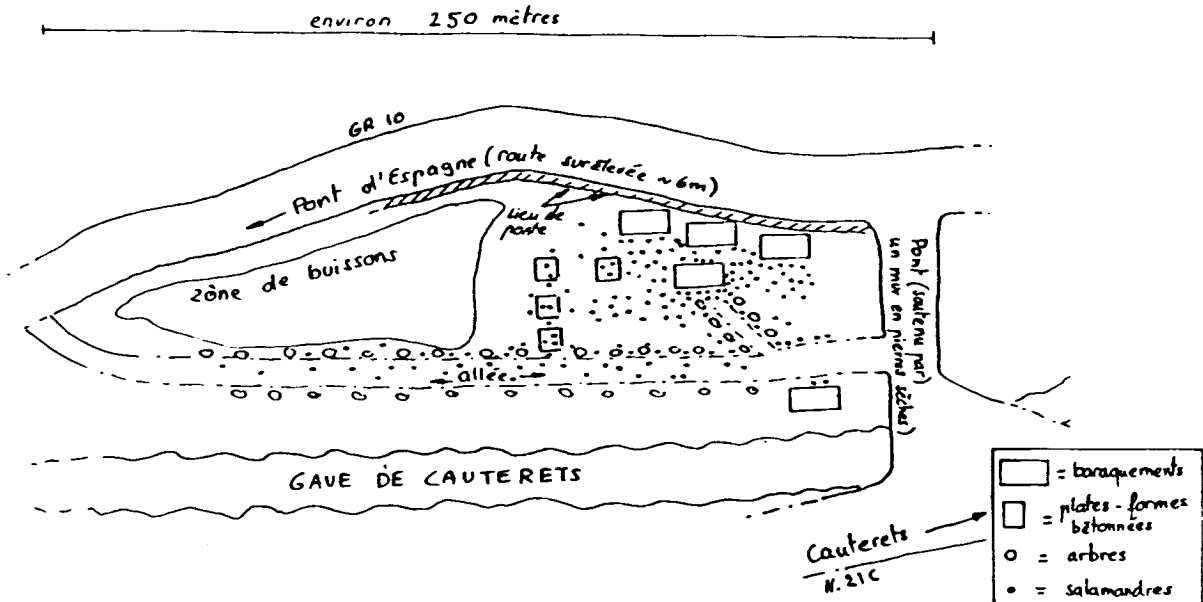 environ 250 mètres
GR 10
Pont d'Espagne (route surélevée ~ 6m)
Lieu de
ponte
zône de buissons
allée
Pont (soutenu par
un mur en pierres sèches)
GAVE DE CAUTERETS
Cauterets
N. 21C
= baraquements
= plates-formes
bétonnées
= arbres
= salamandres